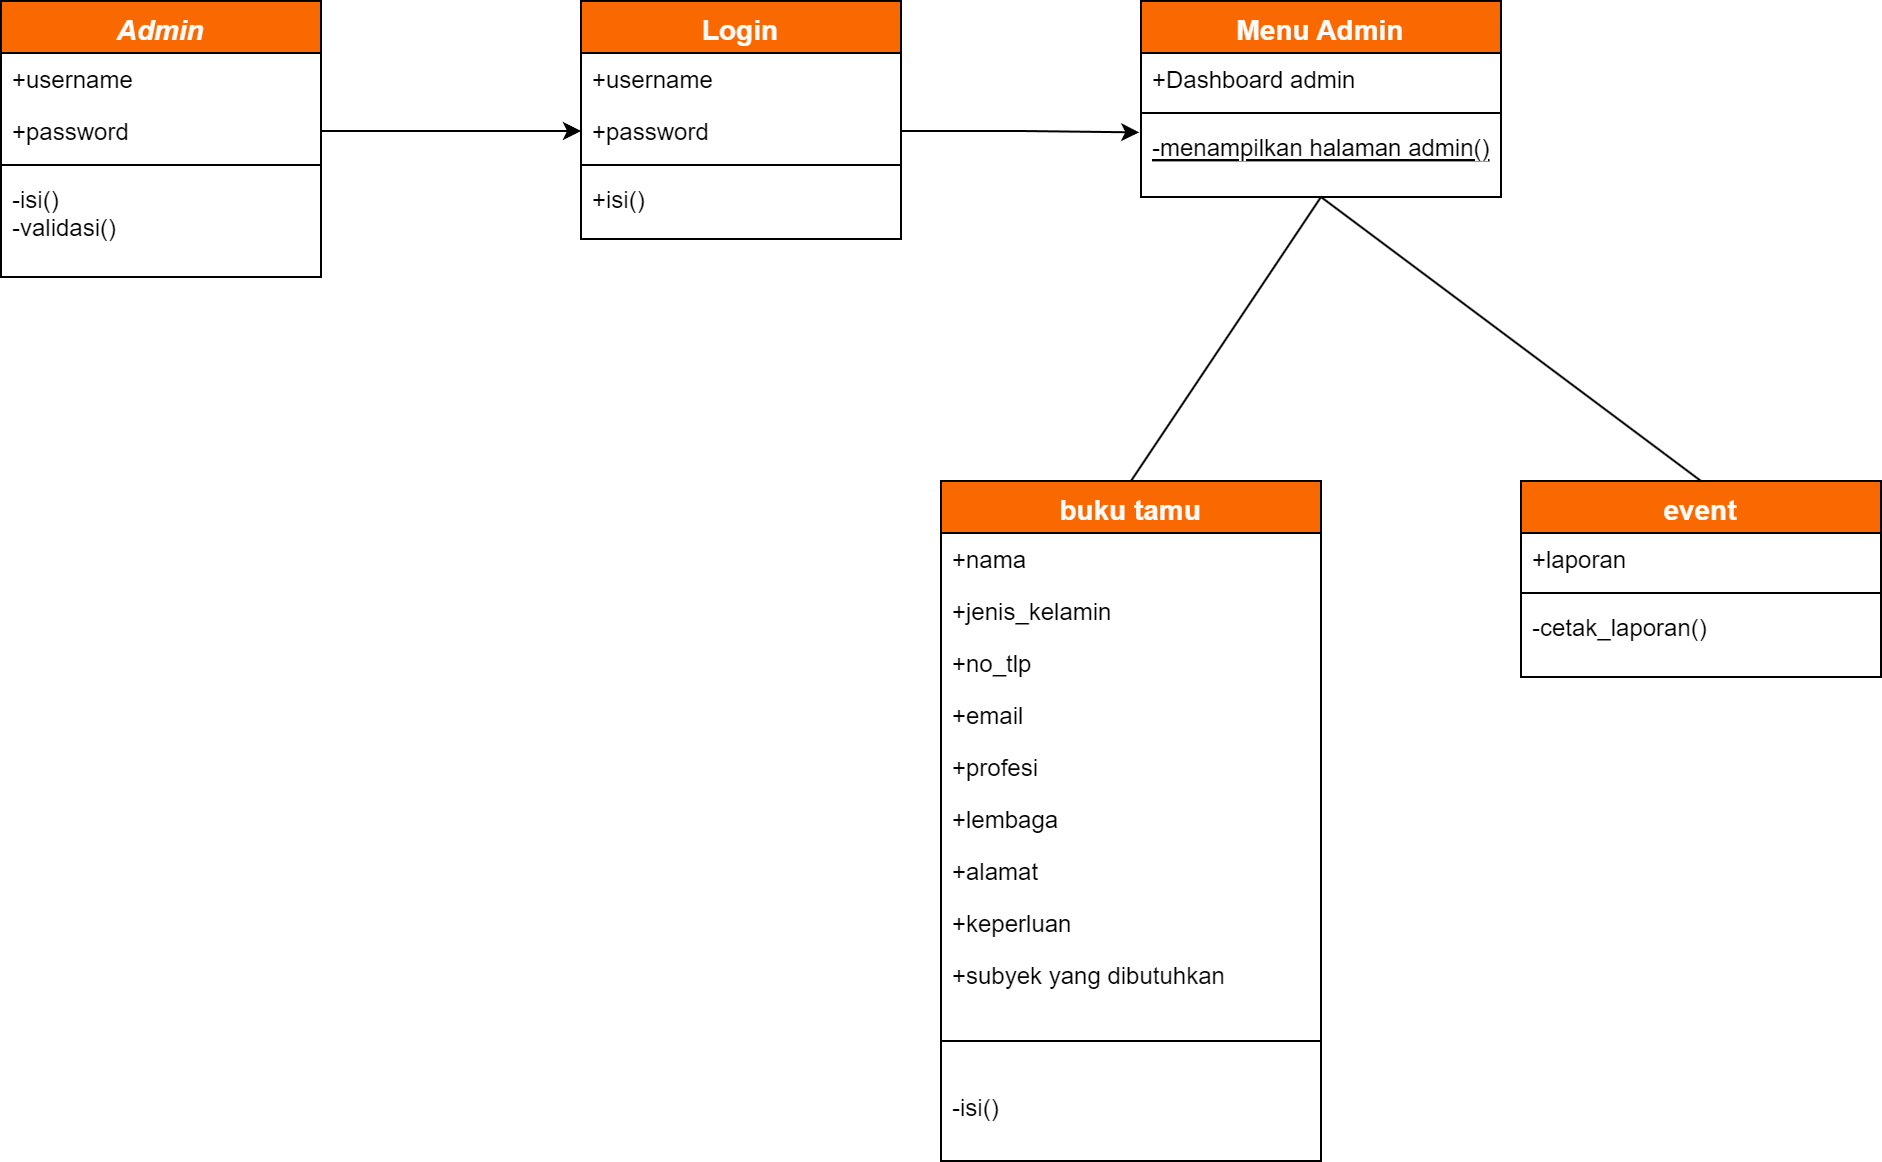 Admin
+username
+password
-isi()
-validasi()
Login
+username
+password
+isi()
Menu Admin
+Dashboard admin
-menampilkan halaman admin()
buku tamu
+nama
+jenis_kelamin
+no_tlp
+email
+profesi
+lembaga
+alamat
+keperluan
+subyek yang dibutuhkan
-isi()
event
+laporan
-cetak_laporan()